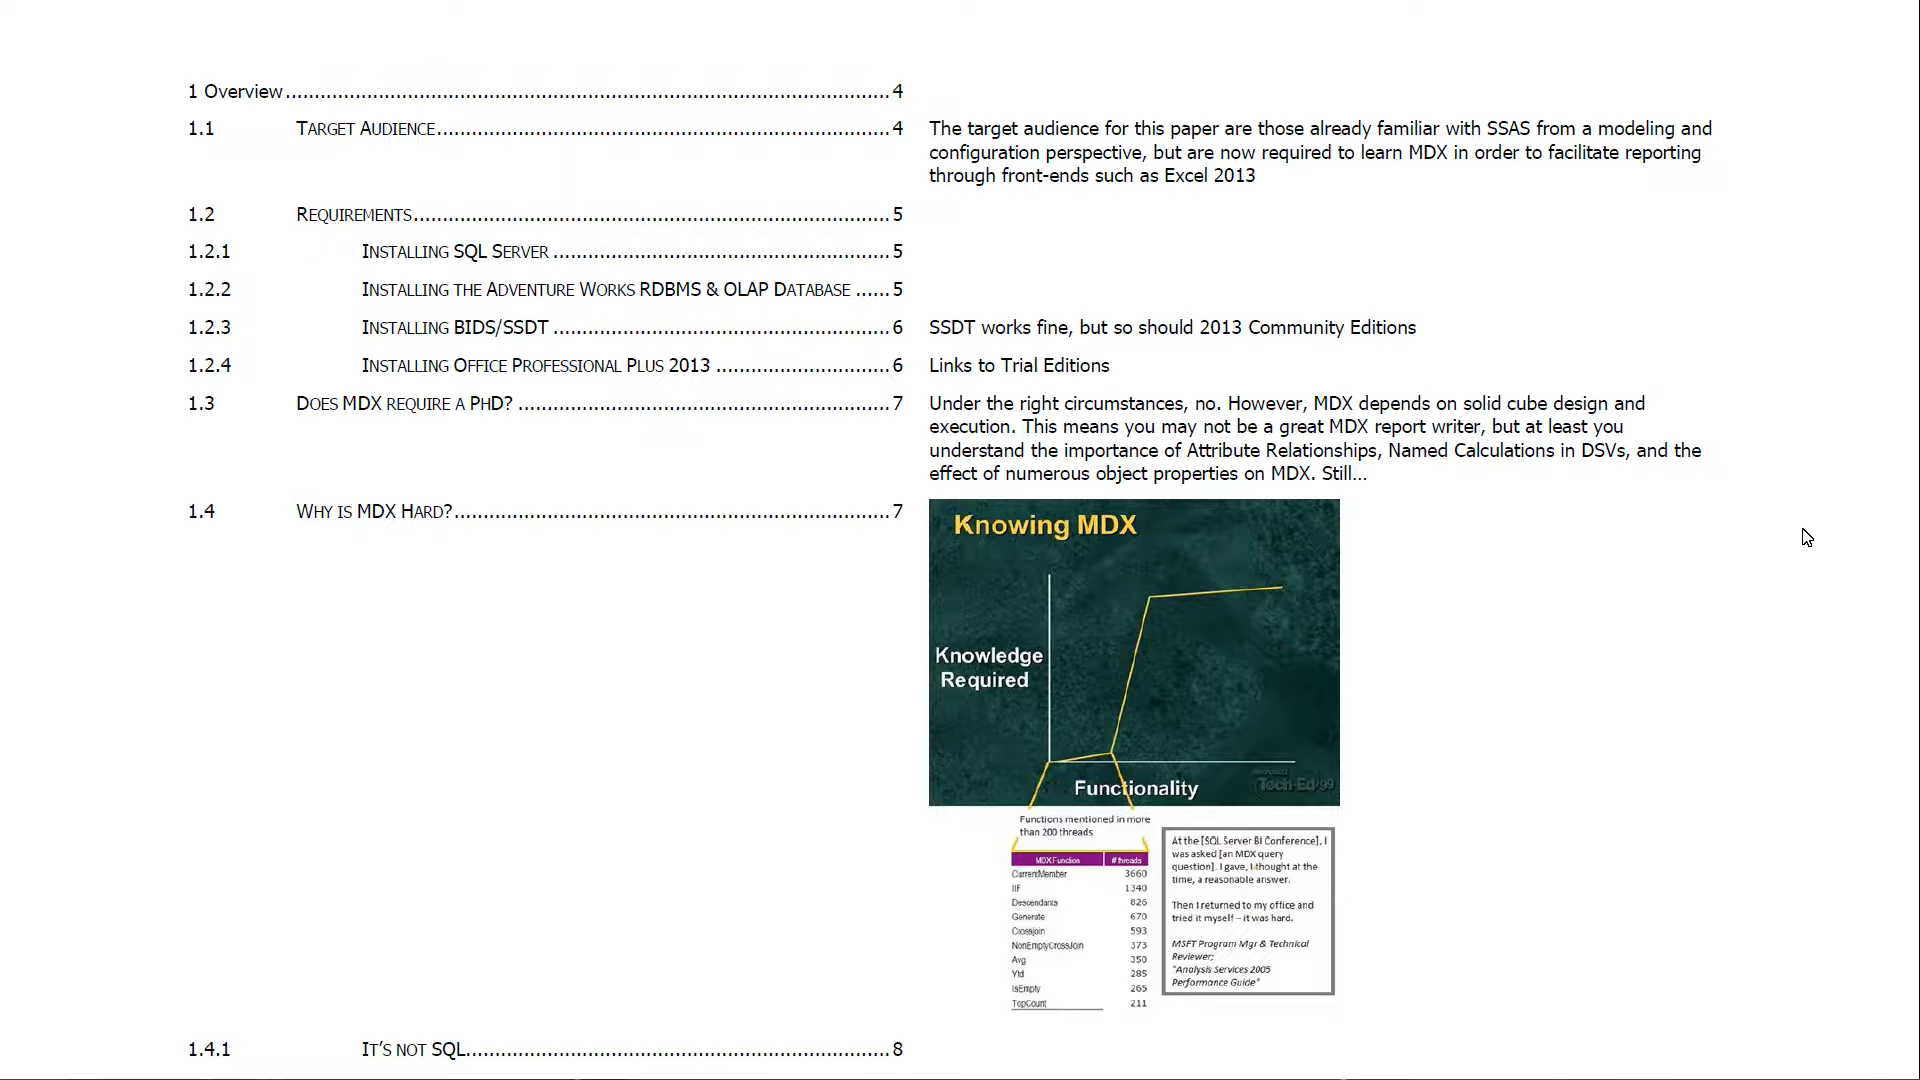 1 Overview........................................................................................................4
1.1 TARGET AUDIENCE..............................................................................4
The target audience for this paper are those already familiar with SSAS from a modeling and
configuration perspective, but are now required to learn MDX in order to facilitate reporting
through front-ends such as Excel 2013
1.2 REQUIREMENTS..................................................................................5
1.2.1 INSTALLING SQL SERVER..........................................................5
1.2.2 INSTALLING THE ADVENTURE WORKS RDBMS & OLAP DATABASE ......5
1.2.3 INSTALLING BIDS/SSDT ..........................................................6
SSDT works fine, but so should 2013 Community Editions
1.2.4 INSTALLING OFFICE PROFESSIONAL PLUS 2013 ..............................6
Links to Trial Editions
1.3 DOES MDX REQUIRE A PHD? ................................................................7
Under the right circumstances, no. However, MDX depends on solid cube design and
execution. This means you may not be a great MDX report writer, but at least you
understand the importance of Attribute Relationships, Named Calculations in DSVs, and the
effect of numerous object properties on MDX. Still…
1.4 WHY IS MDX HARD?...........................................................................7
Knowing MDX
Knowledge
Required
Functionality
Tech·Ed 99
Functions mentioned in more
than 200 threads
MDX Function # threads
CurrentMember 3660
IIF 1340
Descendants 826
Generate 670
Crossjoin 593
NonEmptyCrossJoin 373
Avg 350
Ytd 285
IsEmpty 265
TopCount 211
At the [SQL Server BI Conference], I
was asked [an MDX query
question]. I gave, I thought at the
time, a reasonable answer.
Then I returned to my office and
tried it myself – it was hard.
MSFT Program Mgr & Technical
Reviewer;
"Analysis Services 2005
Performance Guide"
1.4.1 IT'S NOT SQL.........................................................................8